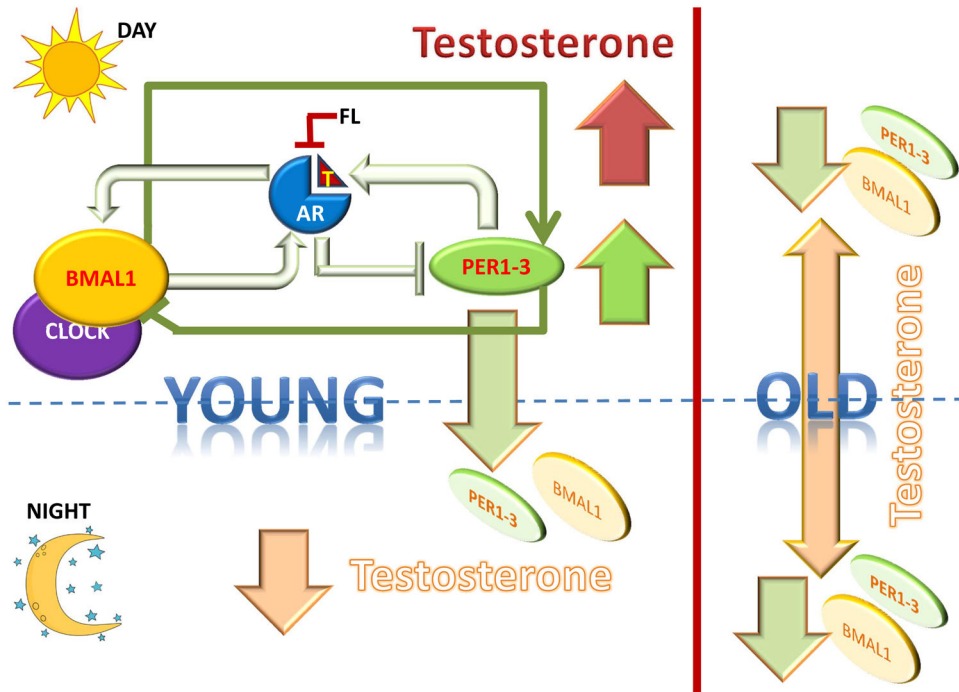 DAY
Testosterone
FL
T
AR
BMAL1
PER1-3
CLOCK
YOUNG
PER1-3
BMAL1
NIGHT
Testosterone
PER1-3
BMAL1
Testosterone
OLD
PER1-3
BMAL1